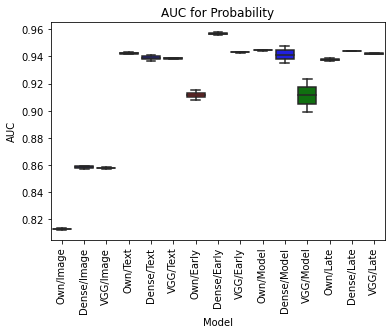 AUC for Probability
AUC
0.96
0.94
0.92
0.90
0.88
0.86
0.84
0.82
Own/Image
Dense/Image
VGG/Image
Own/Text
Dense/Text
VGG/Text
Own/Early
Dense/Early
VGG/Early
Own/Model
Dense/Model
VGG/Model
Own/Late
Dense/Late
VGG/Late
Model